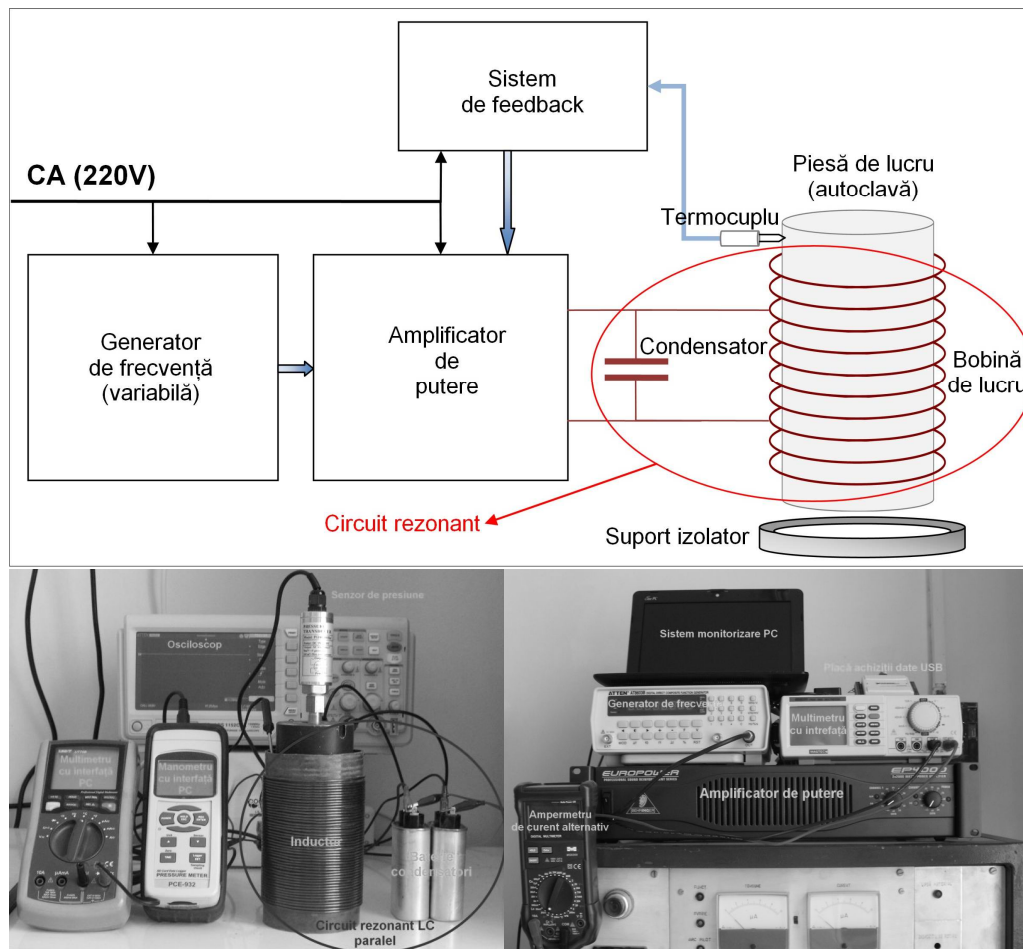 Sistem
de feedback
CA (220V)
Piesă de lucru
(autoclavă)
Termocuplu
Generator
de frecvență
(variabilă)
Amplificator
de
putere
Condensator
Bobină
de lucru
Circuit rezonant
Suport izolator
Senzor de presiune
Osciloscop
Multimetru
cu interfață
PC
Manometru
cu interfață
PC
PRESSURE METER
PCE-932
Inductor
condensatori
Circuit rezonant LC
paralel
Sistem monitorizare PC
Placă achiziții date USB
ATTEN
Generator de frecve
Multimetru
cu intrefață
EUROPOWER
EP4000
Amplificator de putere
Ampermetru
de curent alternativ